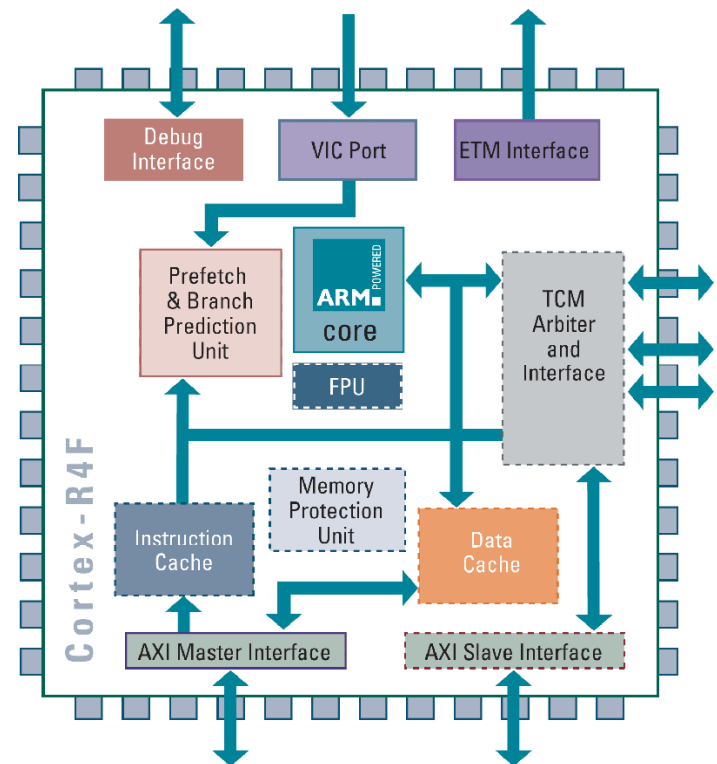 Debug
Interface
VIC Port
ETM Interface
Prefetch
& Branch
Prediction
Unit
ARM
POWERED
core
FPU
TCM
Arbiter
and
Interface
Memory
Protection
Unit
Instruction
Cache
Data
Cache
AXI Master Interface
AXI Slave Interface
Cortex-R4F